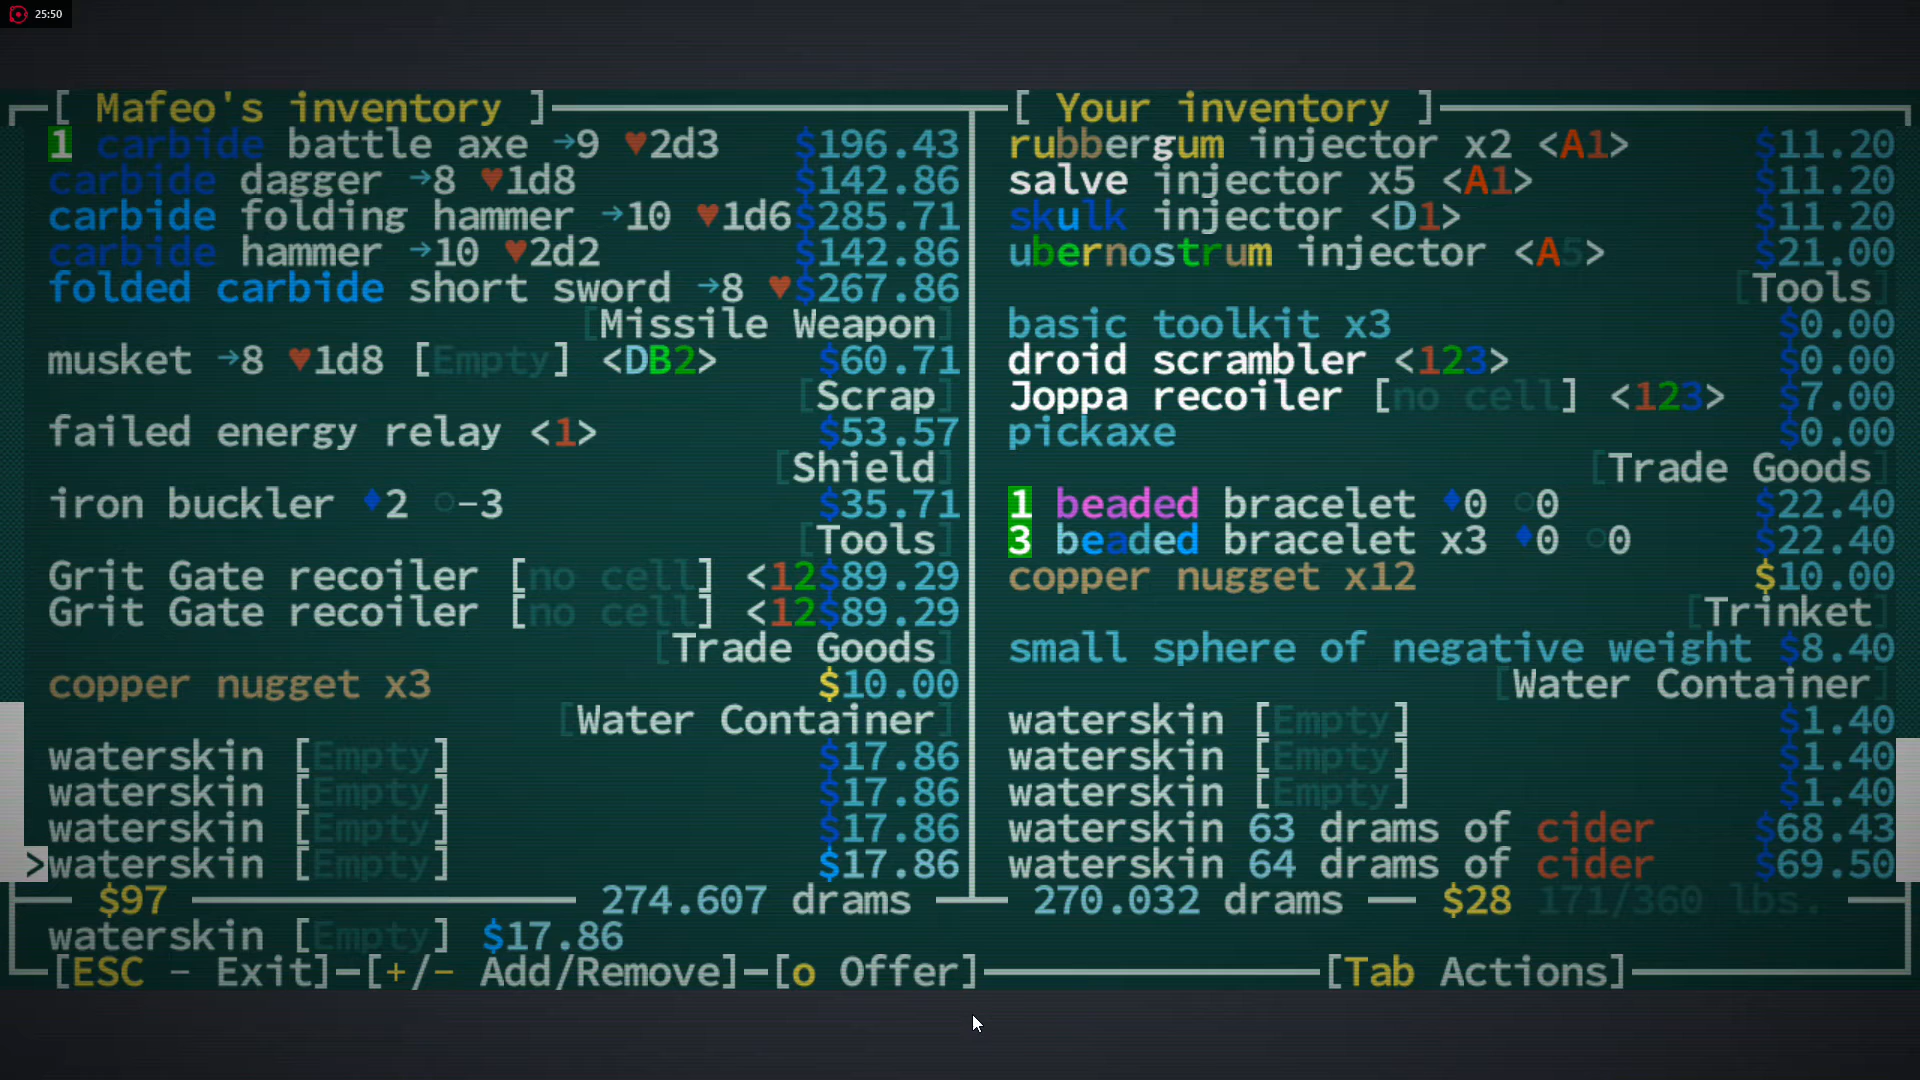 25:50
[ Mafeo's inventory ]
1 carbide battle axe →9 ♥2d3 $196.43
carbide dagger →8 ♥1d8 $142.86
carbide folding hammer →10 ♥1d6 $285.71
carbide hammer →10 ♥2d2 $142.86
folded carbide short sword →8 ♥ $267.86
[Missile Weapon]
musket →8 ♥1d8 [Empty] <DB2> $60.71
[Scrap]
failed energy relay <1> $53.57
[Shield]
iron buckler ♦2 ○-3 $35.71
[Tools]
Grit Gate recoiler [no cell] <12 $89.29
Grit Gate recoiler [no cell] <12 $89.29
[Trade Goods]
copper nugget x3 $10.00
[Water Container]
waterskin [Empty] $17.86
waterskin [Empty] $17.86
waterskin [Empty] $17.86
>waterskin [Empty] $17.86
$97 274.607 drams
[ Your inventory ]
rubbergum injector x2 <A1> $11.20
salve injector x5 <A1> $11.20
skulk injector <D1> $11.20
ubernostrum injector <A5> $21.00
[Tools]
basic toolkit x3 $0.00
droid scrambler <123> $0.00
Joppa recoiler [no cell] <123> $7.00
pickaxe $0.00
[Trade Goods]
1 beaded bracelet ♦0 ○0 $22.40
3 beaded bracelet x3 ♦0 ○0 $22.40
copper nugget x12 $10.00
[Trinket]
small sphere of negative weight $8.40
[Water Container]
waterskin [Empty] $1.40
waterskin [Empty] $1.40
waterskin [Empty] $1.40
waterskin 63 drams of cider $68.43
waterskin 64 drams of cider $69.50
270.032 drams $28 171/360 lbs.
waterskin [Empty] $17.86
[ESC - Exit] [+/- Add/Remove] [o Offer] [Tab Actions]